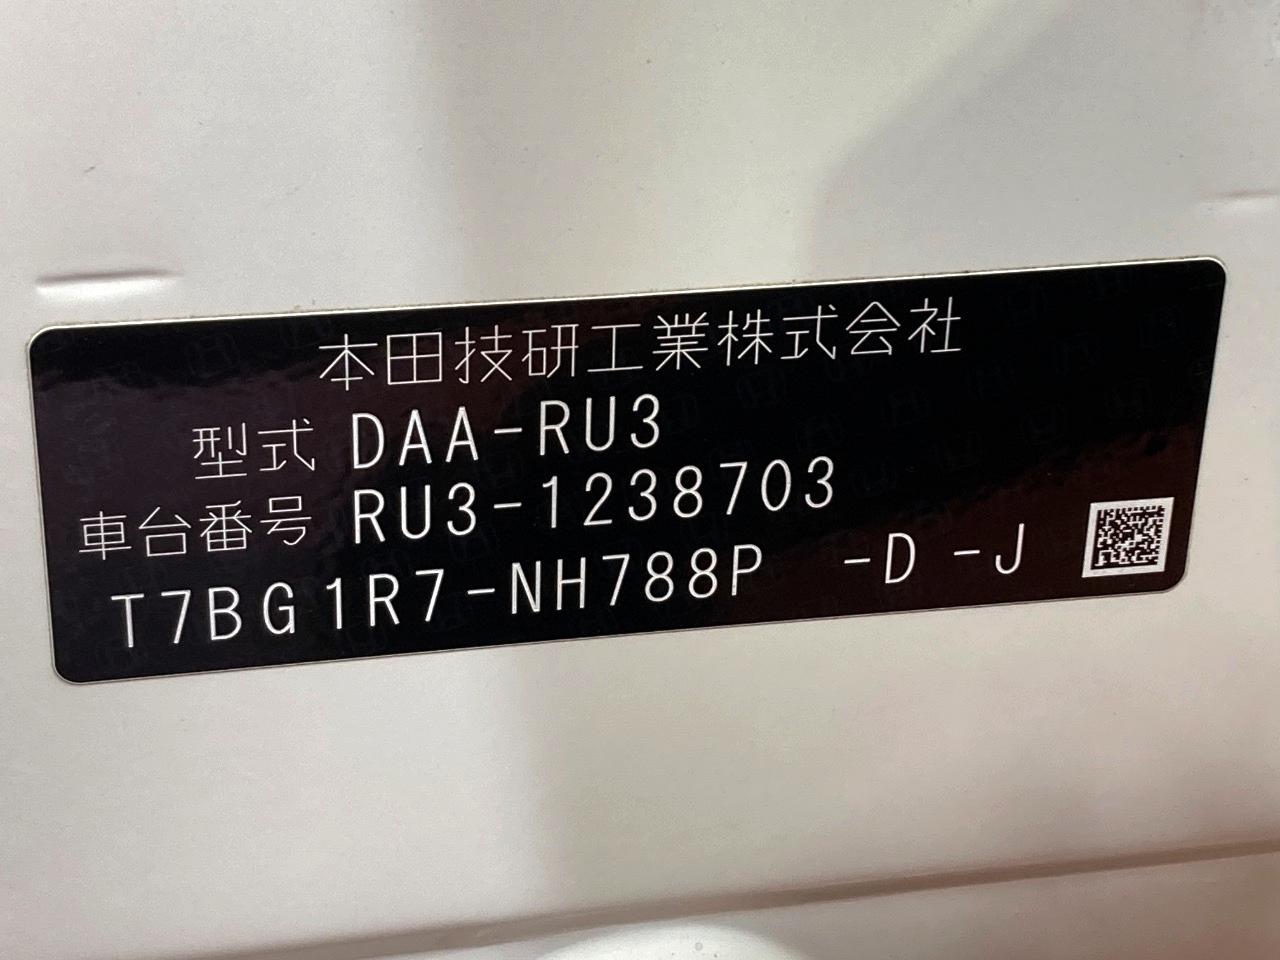 本田技研工業株式会社
型式 DAA-RU3
車台番号 RU3-1238703
T7BG1R7-NH788P -D -J